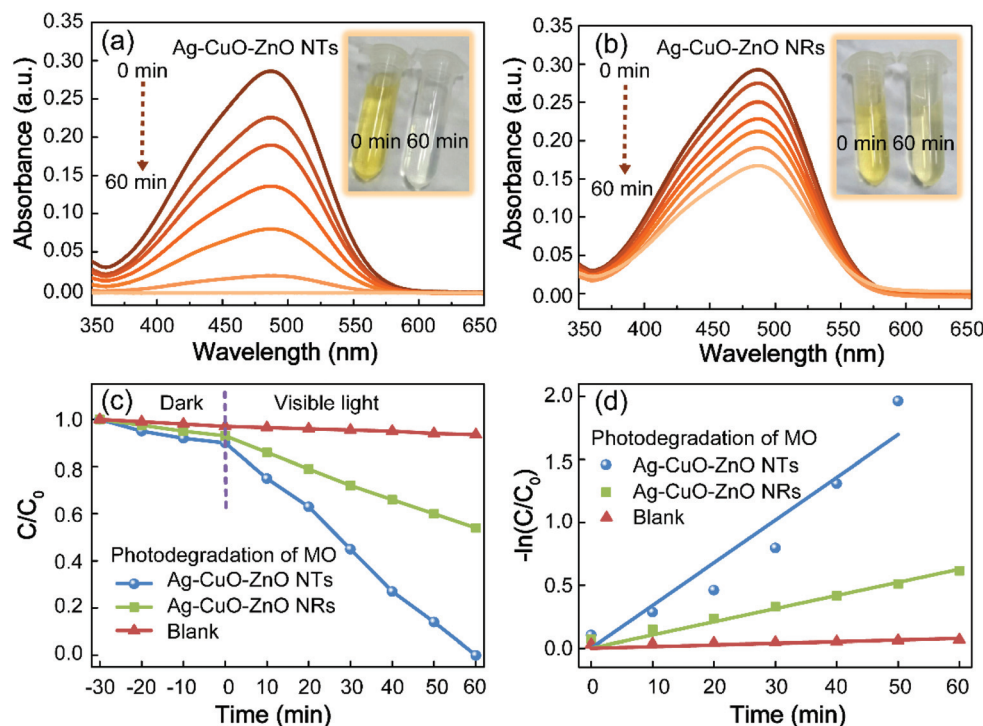 (a)
Ag-CuO-ZnO NTs
0 min
60 min
0 min
60 min
0.35
0.30
0.25
0.20
0.15
0.10
0.05
0.00
Absorbance (a.u.)
350 400 450 500 550 600 650
Wavelength (nm)
(b)
Ag-CuO-ZnO NRs
0 min
60 min
0 min
60 min
0.35
0.30
0.25
0.20
0.15
0.10
0.05
0.00
Absorbance (a.u.)
350 400 450 500 550 600 650
Wavelength (nm)
(c)
Dark
Visible light
1.0
0.8
0.6
0.4
0.2
0.0
C/C₀
Photodegradation of MO
Ag-CuO-ZnO NTs
Ag-CuO-ZnO NRs
Blank
-30 -20 -10 0 10 20 30 40 50 60
Time (min)
(d)
2.0
1.5
1.0
0.5
0.0
-ln(C/C₀)
Photodegradation of MO
Ag-CuO-ZnO NTs
Ag-CuO-ZnO NRs
Blank
0 10 20 30 40 50 60
Time (min)